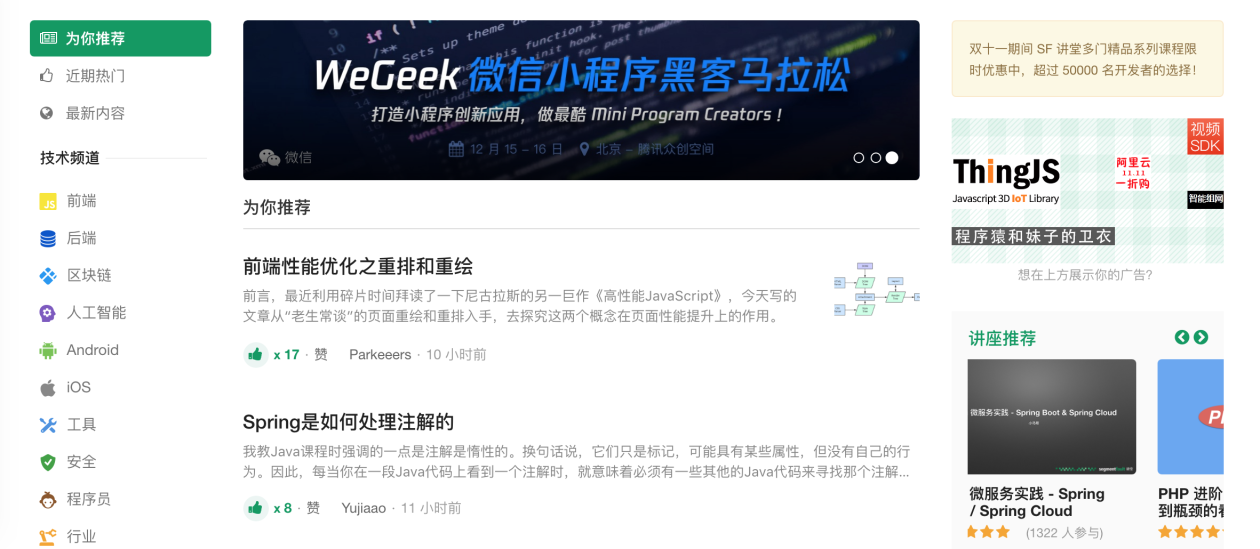 为你推荐
近期热门
最新内容
技术频道
JS 前端
后端
区块链
人工智能
Android
iOS
工具
安全
程序员
行业
WeGeek 微信小程序黑客马拉松
打造小程序创新应用，做最酷 Mini Program Creators！
12 月 15 - 16 日 北京 - 腾讯众创空间
微信
为你推荐
前端性能优化之重排和重绘
前言，最近利用碎片时间拜读了一下尼古拉斯的另一巨作《高性能JavaScript》，今天写的
文章从“老生常谈”的页面重绘和重排入手，去探究这两个概念在页面性能提升上的作用。
x 17 · 赞 Parkeeers · 10 小时前
Spring是如何处理注解的
我教Java课程时强调的一点是注解是惰性的。换句话说，它们只是标记，可能具有某些属性，但没有自己的行
为。因此，每当你在一段Java代码上看到一个注解时，就意味着必须有一些其他的Java代码来寻找那个注解...
x 8 · 赞 Yujiaao · 11 小时前
双十一期间 SF 讲堂多门精品系列课程限
时优惠中，超过 50000 名开发者的选择！
视频
SDK
ThingJS
Javascript 3D IoT Library
阿里云
11.11
一折购
智能组网
程序猿和妹子的卫衣
想在上方展示你的广告?
讲座推荐
微服务实践 - Spring Boot & Spring Cloud
微服务实践 - Spring
/ Spring Cloud
(1322 人参与)
PHP 进阶
到瓶颈的看